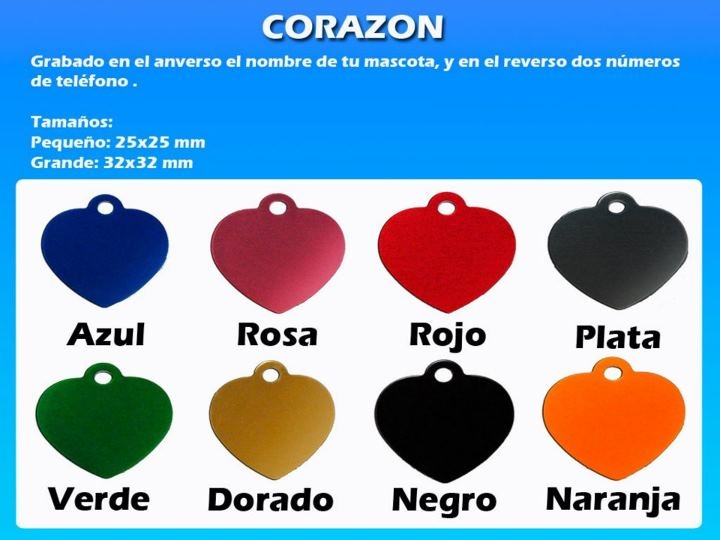 CORAZON
Grabado en el anverso el nombre de tu mascota, y en el reverso dos números
de teléfono .
Tamaños:
Pequeño: 25x25 mm
Grande: 32x32 mm
Azul Rosa Rojo Plata
Verde Dorado Negro Naranja